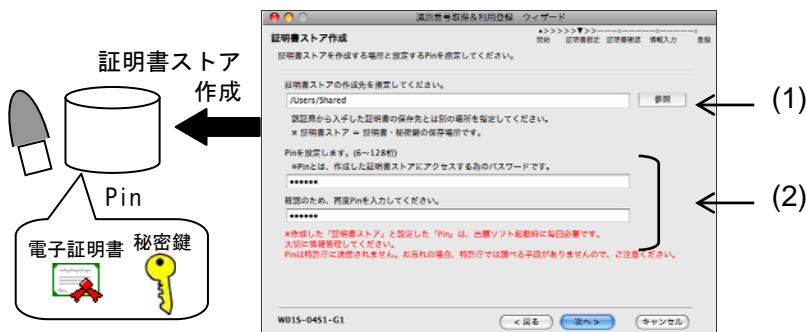 証明書ストア
作成
Pin
電子証明書 秘密鍵
識別番号取得&利用登録 ウィザード
証明書ストア作成
●>>>>>▼>>----○------○------○------○
開始 証明書指定 証明書確認 情報入力 登録
証明書ストアを作成する場所と設定するPinを指定してください。
証明書ストアの作成先を指定してください。
/Users/Shared 参照
認証局から入手した証明書の保存先とは別の場所を指定してください。
※ 証明書ストア = 証明書・秘密鍵の保存場所です。
Pinを設定します。(6〜128桁)
※Pinとは、作成した証明書ストアにアクセスする為のパスワードです。
••••••
確認のため、再度Pinを入力してください。
••••••
※作成した「証明書ストア」と設定した「Pin」は、出願ソフト起動時に毎回必要です。
大切に情報管理してください。
Pinは特許庁に送信されません。お忘れの場合、特許庁では調べる手段がありませんので、ご注意ください。
W01S-04S1-G1 <戻る 次へ> キャンセル
(1)
(2)